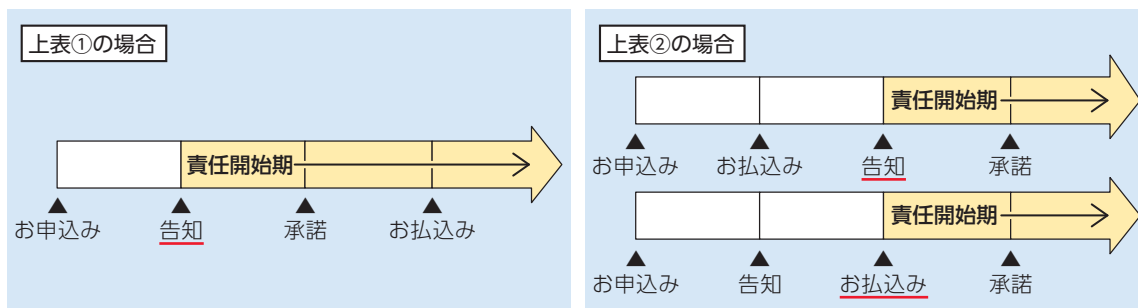 上表①の場合
責任開始期
お申込み 告知 承諾 お払込み
上表②の場合
責任開始期
お申込み お払込み 告知 承諾
責任開始期
お申込み 告知 お払込み 承諾